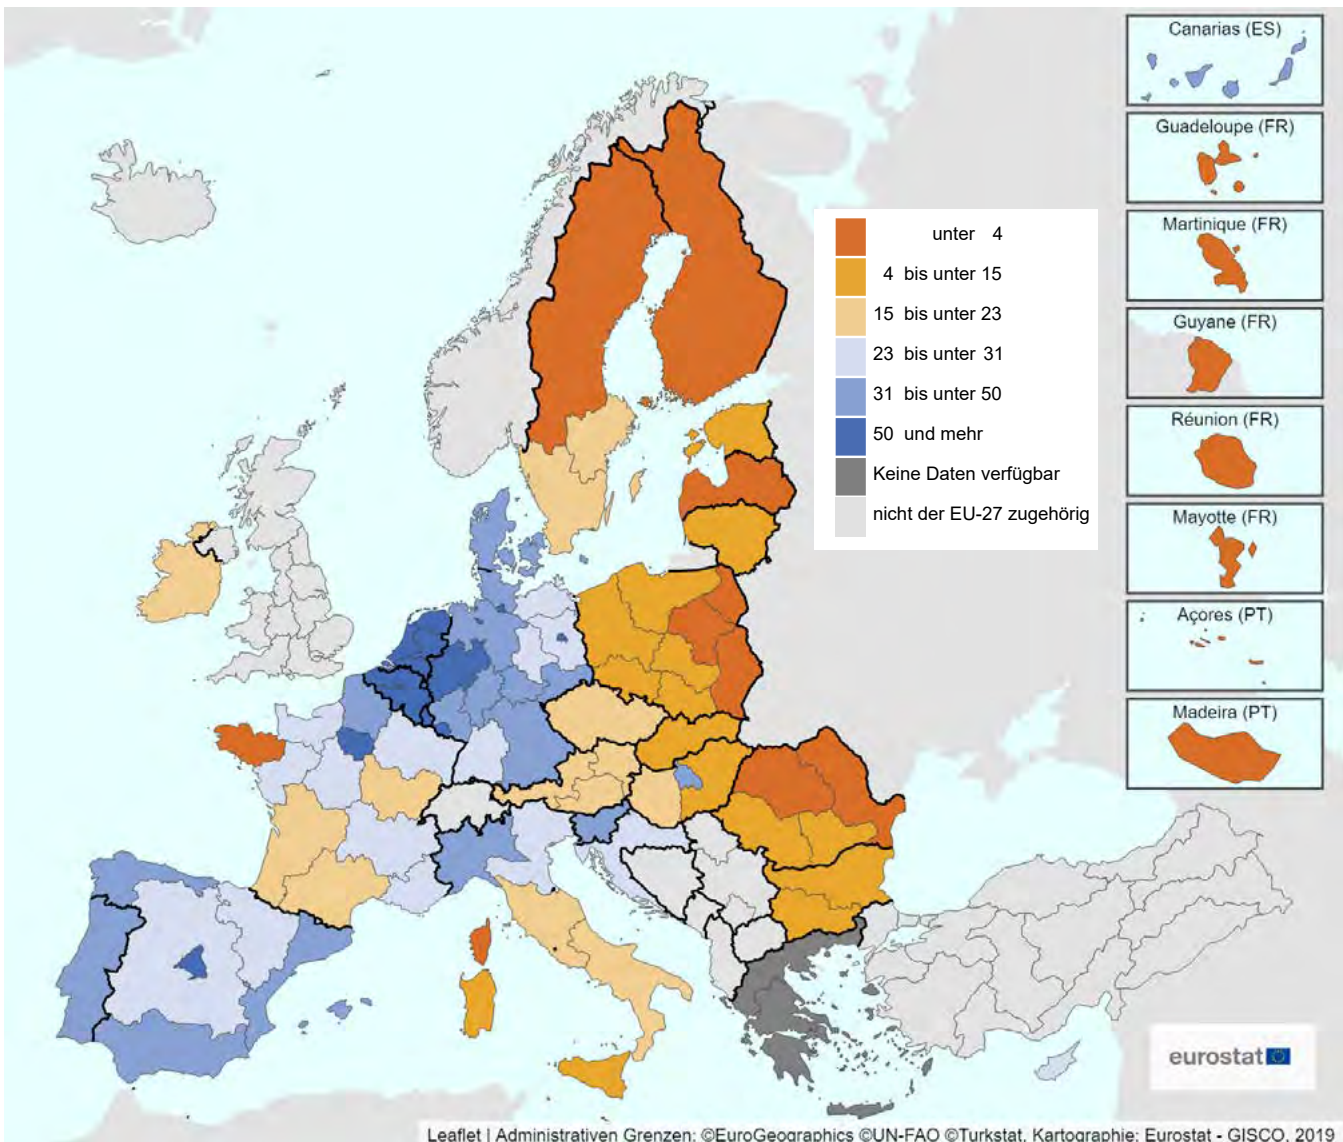 Canarias (ES)
Guadeloupe (FR)
Martinique (FR)
Guyane (FR)
Réunion (FR)
Mayotte (FR)
Açores (PT)
Madeira (PT)
unter 4
4 bis unter 15
15 bis unter 23
23 bis unter 31
31 bis unter 50
50 und mehr
Keine Daten verfügbar
nicht der EU-27 zugehörig
eurostat
Leaflet | Administrativen Grenzen: ©EuroGeographics ©UN-FAO ©Turkstat, Kartographie: Eurostat - GISCO, 2019